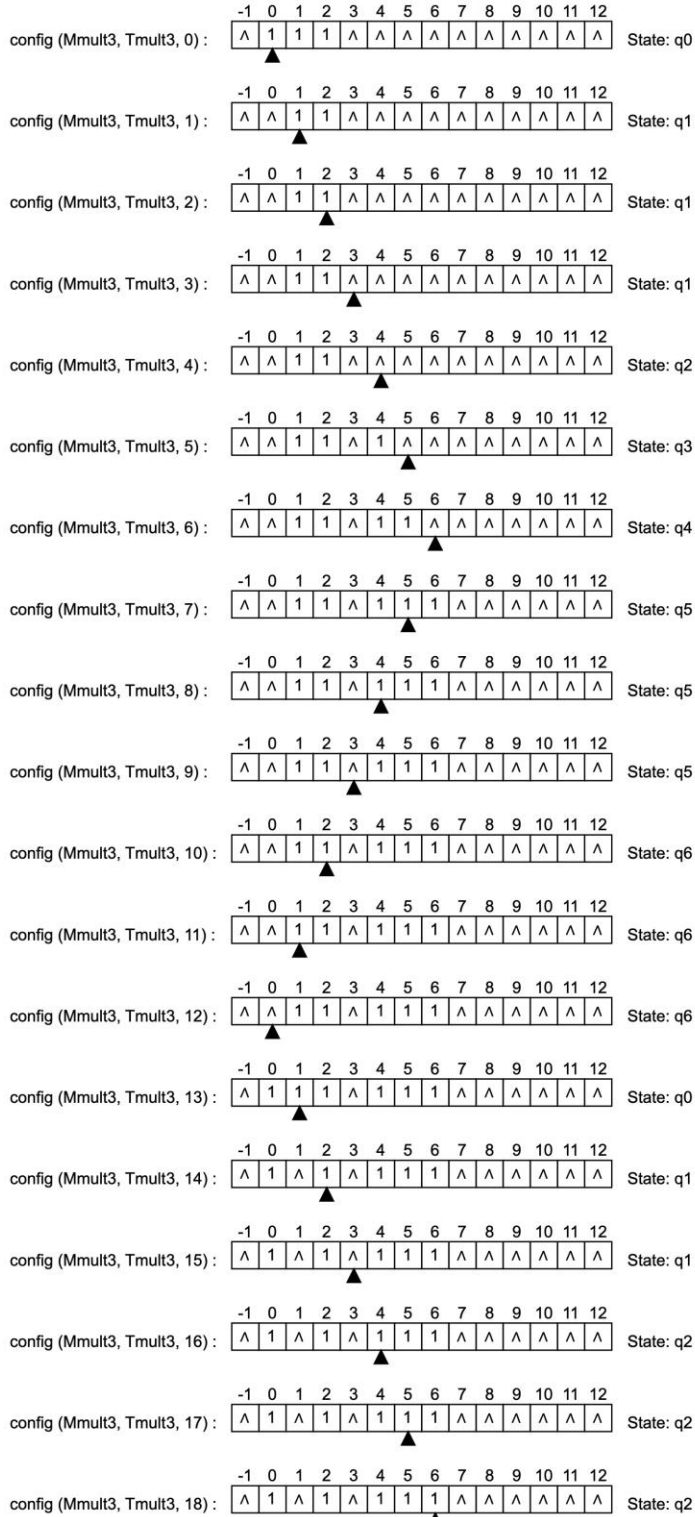 -1 0 1 2 3 4 5 6 7 8 9 10 11 12
config (Mmult3, Tmult3, 0) : ʌ 1 1 1 ʌ ʌ ʌ ʌ ʌ ʌ ʌ ʌ ʌ ʌ State: q0
-1 0 1 2 3 4 5 6 7 8 9 10 11 12
config (Mmult3, Tmult3, 1) : ʌ ʌ 1 1 ʌ ʌ ʌ ʌ ʌ ʌ ʌ ʌ ʌ ʌ State: q1
-1 0 1 2 3 4 5 6 7 8 9 10 11 12
config (Mmult3, Tmult3, 2) : ʌ ʌ 1 1 ʌ ʌ ʌ ʌ ʌ ʌ ʌ ʌ ʌ ʌ State: q1
-1 0 1 2 3 4 5 6 7 8 9 10 11 12
config (Mmult3, Tmult3, 3) : ʌ ʌ 1 1 ʌ ʌ ʌ ʌ ʌ ʌ ʌ ʌ ʌ ʌ State: q1
-1 0 1 2 3 4 5 6 7 8 9 10 11 12
config (Mmult3, Tmult3, 4) : ʌ ʌ 1 1 ʌ ʌ ʌ ʌ ʌ ʌ ʌ ʌ ʌ ʌ State: q2
-1 0 1 2 3 4 5 6 7 8 9 10 11 12
config (Mmult3, Tmult3, 5) : ʌ ʌ 1 1 ʌ 1 ʌ ʌ ʌ ʌ ʌ ʌ ʌ ʌ State: q3
-1 0 1 2 3 4 5 6 7 8 9 10 11 12
config (Mmult3, Tmult3, 6) : ʌ ʌ 1 1 ʌ 1 1 ʌ ʌ ʌ ʌ ʌ ʌ ʌ State: q4
-1 0 1 2 3 4 5 6 7 8 9 10 11 12
config (Mmult3, Tmult3, 7) : ʌ ʌ 1 1 ʌ 1 1 1 ʌ ʌ ʌ ʌ ʌ ʌ State: q5
-1 0 1 2 3 4 5 6 7 8 9 10 11 12
config (Mmult3, Tmult3, 8) : ʌ ʌ 1 1 ʌ 1 1 1 ʌ ʌ ʌ ʌ ʌ ʌ State: q5
-1 0 1 2 3 4 5 6 7 8 9 10 11 12
config (Mmult3, Tmult3, 9) : ʌ ʌ 1 1 ʌ 1 1 1 ʌ ʌ ʌ ʌ ʌ ʌ State: q5
-1 0 1 2 3 4 5 6 7 8 9 10 11 12
config (Mmult3, Tmult3, 10) : ʌ ʌ 1 1 ʌ 1 1 1 ʌ ʌ ʌ ʌ ʌ ʌ State: q6
-1 0 1 2 3 4 5 6 7 8 9 10 11 12
config (Mmult3, Tmult3, 11) : ʌ ʌ 1 1 ʌ 1 1 1 ʌ ʌ ʌ ʌ ʌ ʌ State: q6
-1 0 1 2 3 4 5 6 7 8 9 10 11 12
config (Mmult3, Tmult3, 12) : ʌ ʌ 1 1 ʌ 1 1 1 ʌ ʌ ʌ ʌ ʌ ʌ State: q6
-1 0 1 2 3 4 5 6 7 8 9 10 11 12
config (Mmult3, Tmult3, 13) : ʌ 1 1 1 ʌ 1 1 1 ʌ ʌ ʌ ʌ ʌ ʌ State: q0
-1 0 1 2 3 4 5 6 7 8 9 10 11 12
config (Mmult3, Tmult3, 14) : ʌ 1 ʌ 1 ʌ 1 1 1 ʌ ʌ ʌ ʌ ʌ ʌ State: q1
-1 0 1 2 3 4 5 6 7 8 9 10 11 12
config (Mmult3, Tmult3, 15) : ʌ 1 ʌ 1 ʌ 1 1 1 ʌ ʌ ʌ ʌ ʌ ʌ State: q1
-1 0 1 2 3 4 5 6 7 8 9 10 11 12
config (Mmult3, Tmult3, 16) : ʌ 1 ʌ 1 ʌ 1 1 1 ʌ ʌ ʌ ʌ ʌ ʌ State: q2
-1 0 1 2 3 4 5 6 7 8 9 10 11 12
config (Mmult3, Tmult3, 17) : ʌ 1 ʌ 1 ʌ 1 1 1 ʌ ʌ ʌ ʌ ʌ ʌ State: q2
-1 0 1 2 3 4 5 6 7 8 9 10 11 12
config (Mmult3, Tmult3, 18) : ʌ 1 ʌ 1 ʌ 1 1 1 ʌ ʌ ʌ ʌ ʌ ʌ State: q2